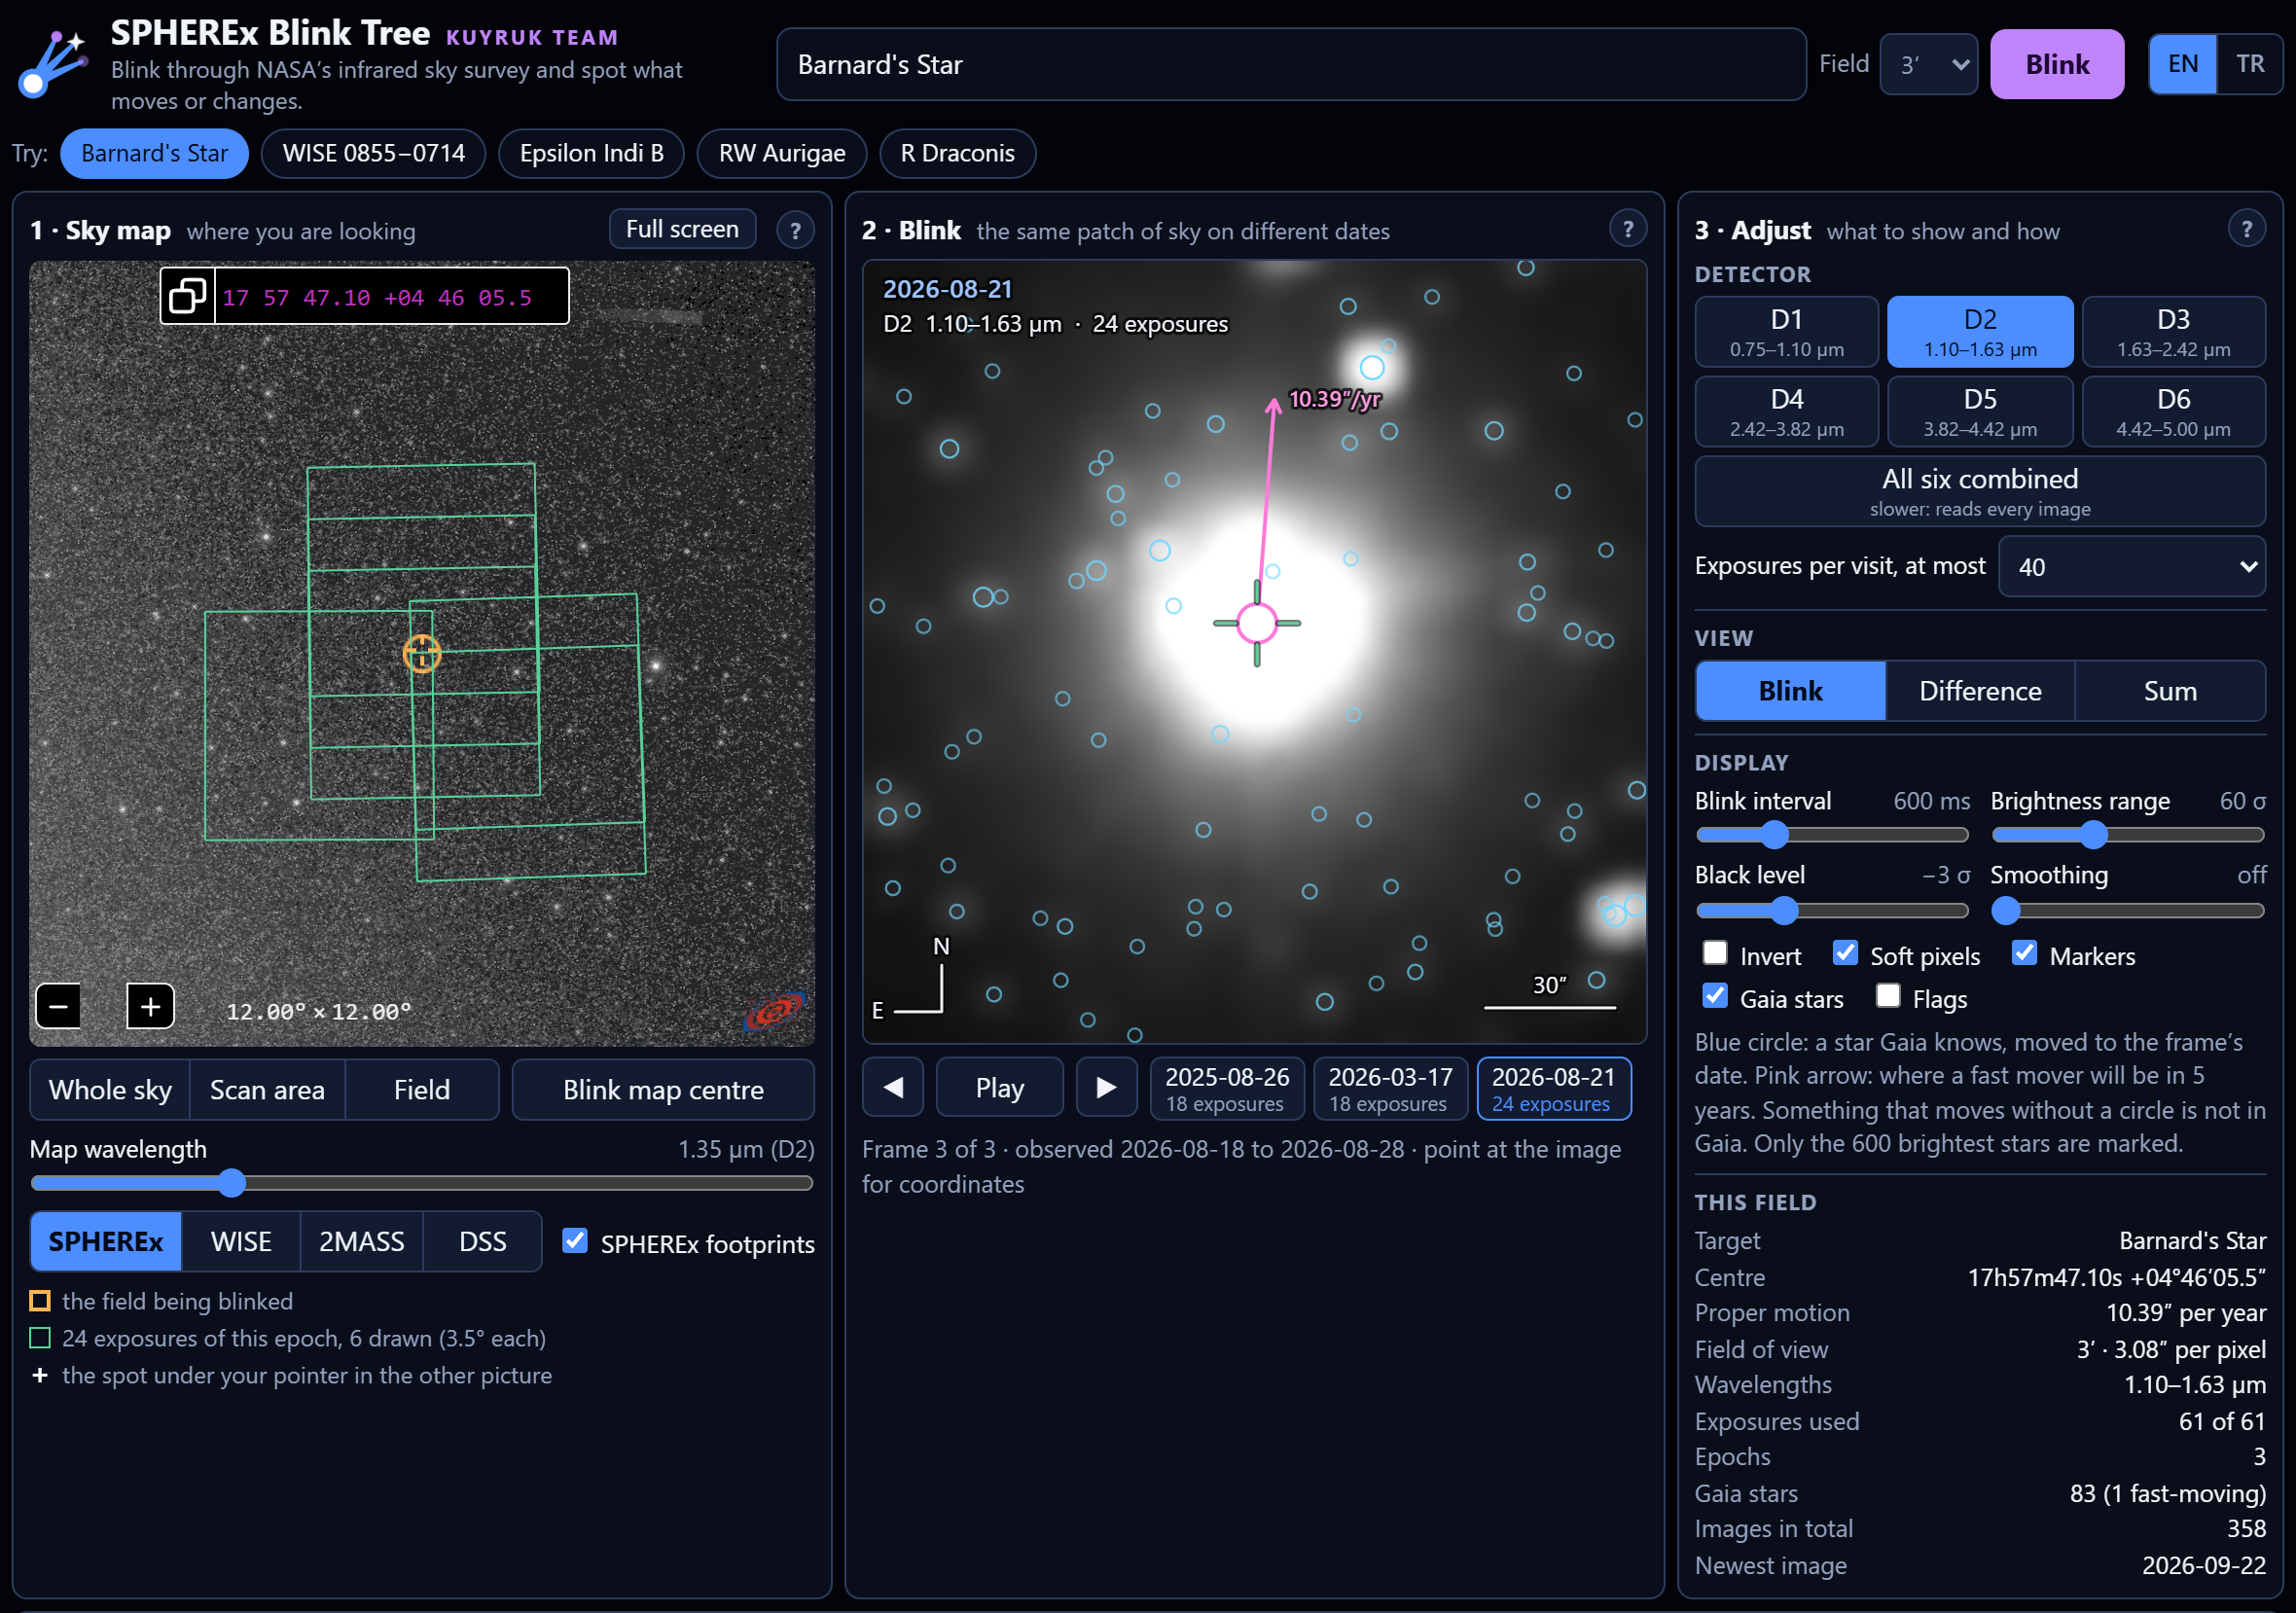 SPHEREx Blink Tree KUYRUK TEAM
Blink through NASA’s infrared sky survey and spot what
moves or changes.
Barnard's Star
Field 3′ Blink EN TR
Try: Barnard's Star WISE 0855−0714 Epsilon Indi B RW Aurigae R Draconis
1 · Sky map where you are looking Full screen ?
17 57 47.10 +04 46 05.5
− + 12.00° × 12.00°
Whole sky Scan area Field Blink map centre
Map wavelength 1.35 µm (D2)
SPHEREx WISE 2MASS DSS SPHEREx footprints
the field being blinked
24 exposures of this epoch, 6 drawn (3.5° each)
+ the spot under your pointer in the other picture
2 · Blink the same patch of sky on different dates ?
2026-08-21
D2 1.10–1.63 µm · 24 exposures
10.39″/yr
N
E
30″
◀ Play ▶
2025-08-26
18 exposures
2026-03-17
18 exposures
2026-08-21
24 exposures
Frame 3 of 3 · observed 2026-08-18 to 2026-08-28 · point at the image
for coordinates
3 · Adjust what to show and how ?
DETECTOR
D1
0.75–1.10 µm
D2
1.10–1.63 µm
D3
1.63–2.42 µm
D4
2.42–3.82 µm
D5
3.82–4.42 µm
D6
4.42–5.00 µm
All six combined
slower: reads every image
Exposures per visit, at most 40
VIEW
Blink Difference Sum
DISPLAY
Blink interval 600 ms Brightness range 60 σ
Black level −3 σ Smoothing off
Invert Soft pixels Markers
Gaia stars Flags
Blue circle: a star Gaia knows, moved to the frame’s
date. Pink arrow: where a fast mover will be in 5
years. Something that moves without a circle is not in
Gaia. Only the 600 brightest stars are marked.
THIS FIELD
Target Barnard's Star
Centre 17h57m47.10s +04°46′05.5″
Proper motion 10.39″ per year
Field of view 3′ · 3.08″ per pixel
Wavelengths 1.10–1.63 µm
Exposures used 61 of 61
Epochs 3
Gaia stars 83 (1 fast-moving)
Images in total 358
Newest image 2026-09-22